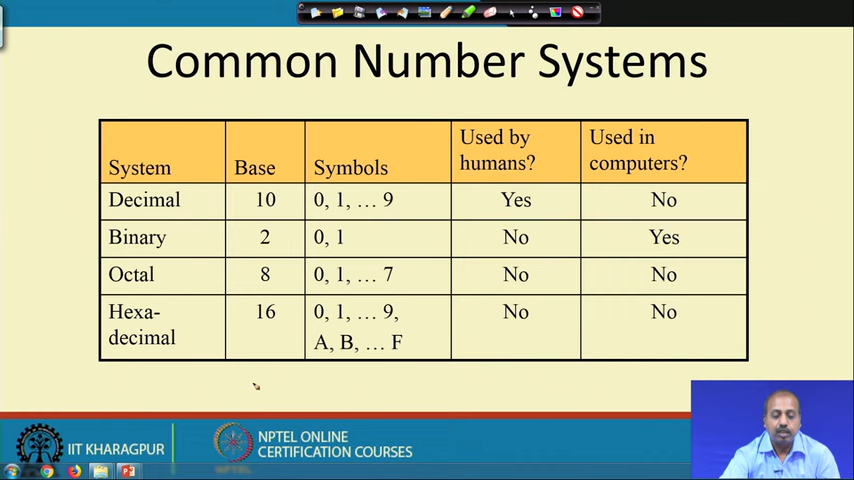 Common Number Systems
System Base Symbols Used by humans? Used in computers?
Decimal 10 0, 1, … 9 Yes No
Binary 2 0, 1 No Yes
Octal 8 0, 1, … 7 No No
Hexa-decimal 16 0, 1, … 9, A, B, … F No No
IIT KHARAGPUR
NPTEL ONLINE
CERTIFICATION COURSES
NPTEL